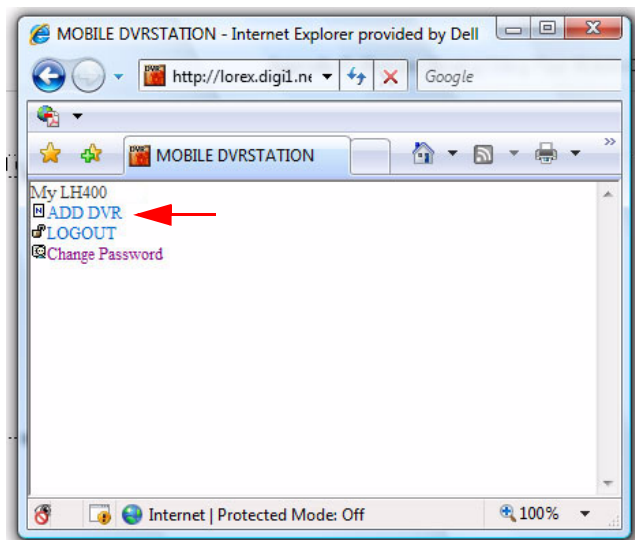 MOBILE DVRSTATION - Internet Explorer provided by Dell
http://lorex.digi1.ne
Google
MOBILE DVRSTATION
My LH400
ADD DVR
LOGOUT
Change Password
Internet | Protected Mode: Off
100%